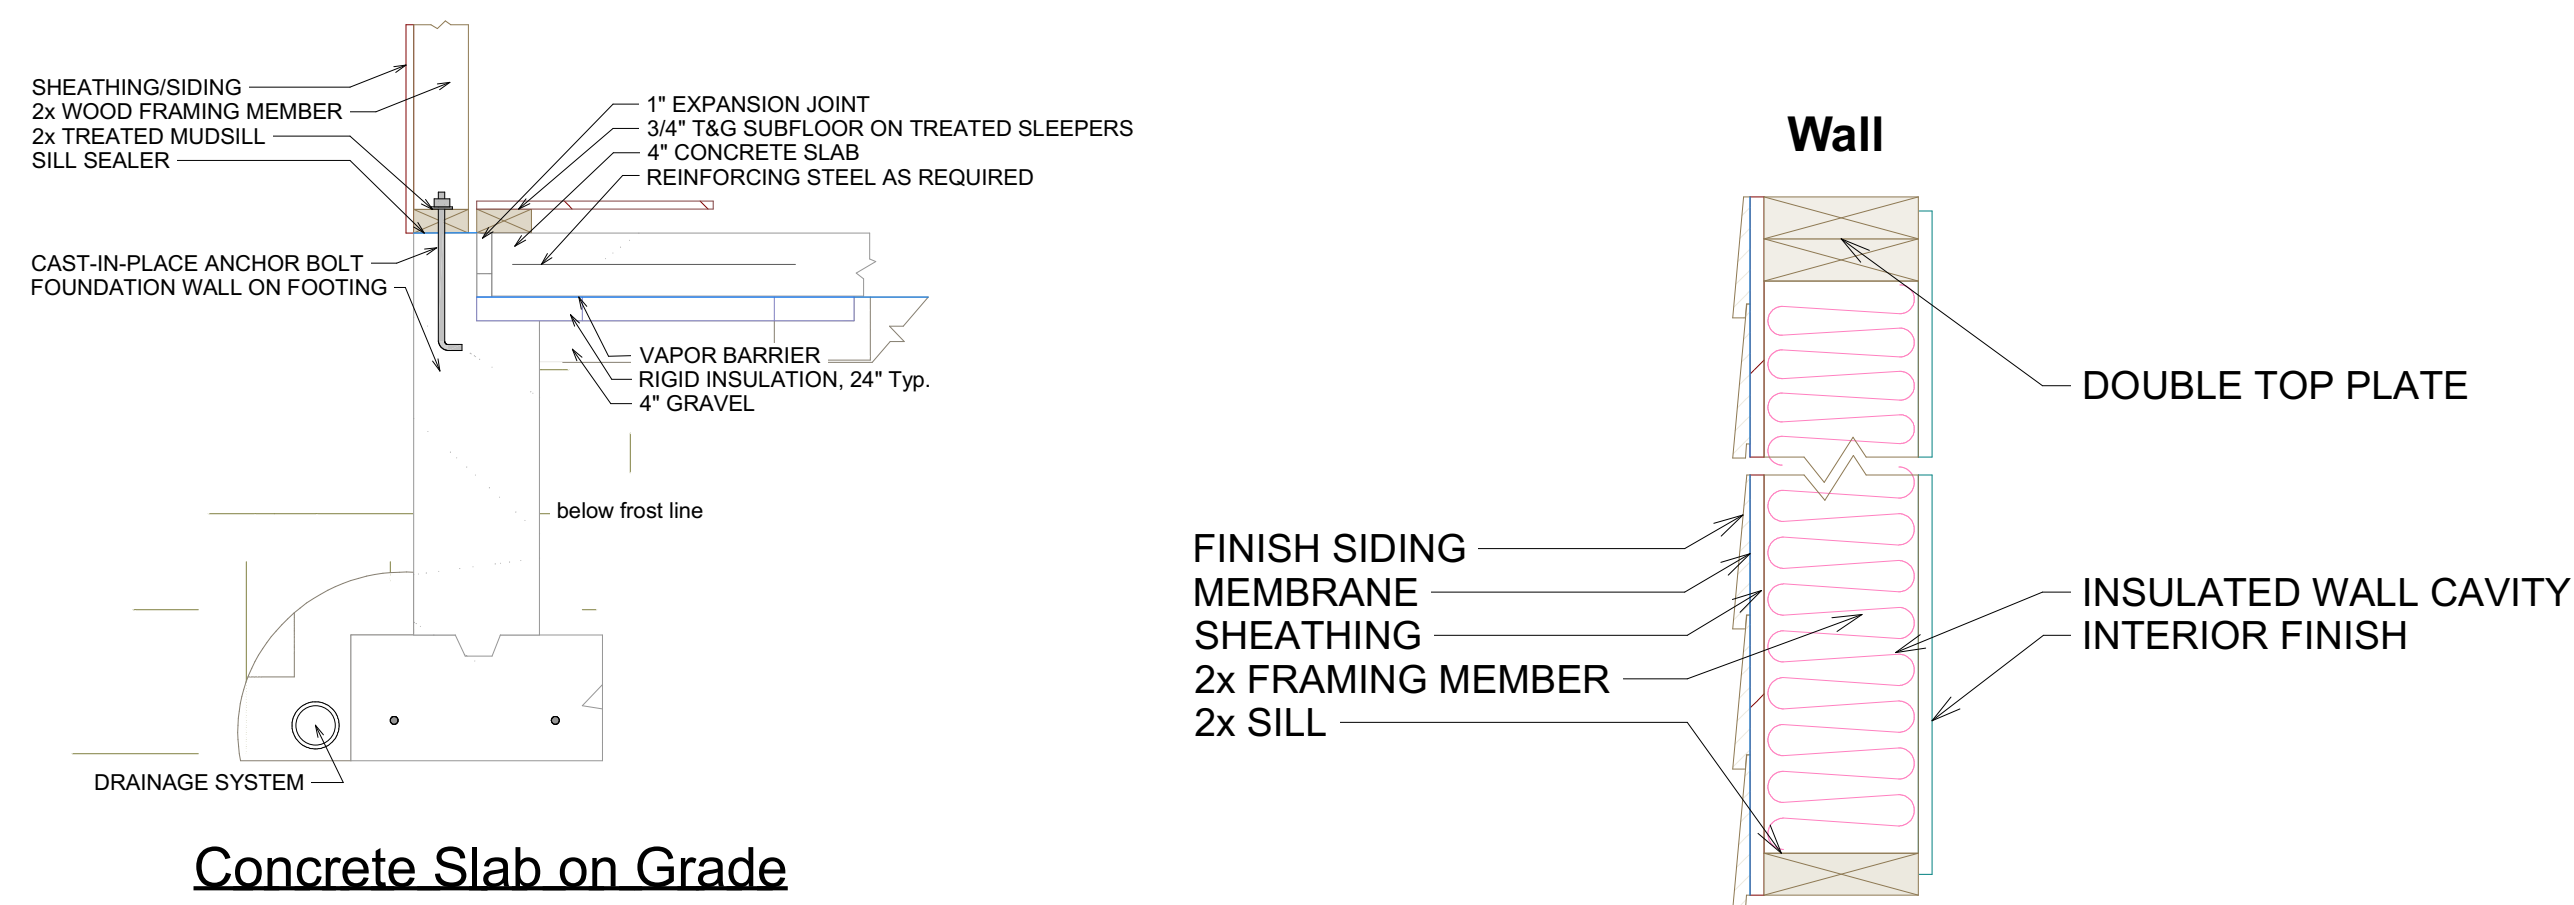 SHEATHING/SIDING
2x WOOD FRAMING MEMBER
2x TREATED MUDSILL
SILL SEALER
1" EXPANSION JOINT
3/4" T&G SUBFLOOR ON TREATED SLEEPERS
4" CONCRETE SLAB
REINFORCING STEEL AS REQUIRED
CAST-IN-PLACE ANCHOR BOLT
FOUNDATION WALL ON FOOTING
VAPOR BARRIER
RIGID INSULATION, 24" Typ.
4" GRAVEL
below frost line
DRAINAGE SYSTEM
Concrete Slab on Grade
Wall
DOUBLE TOP PLATE
FINISH SIDING
MEMBRANE
SHEATHING
2x FRAMING MEMBER
2x SILL
INSULATED WALL CAVITY
INTERIOR FINISH